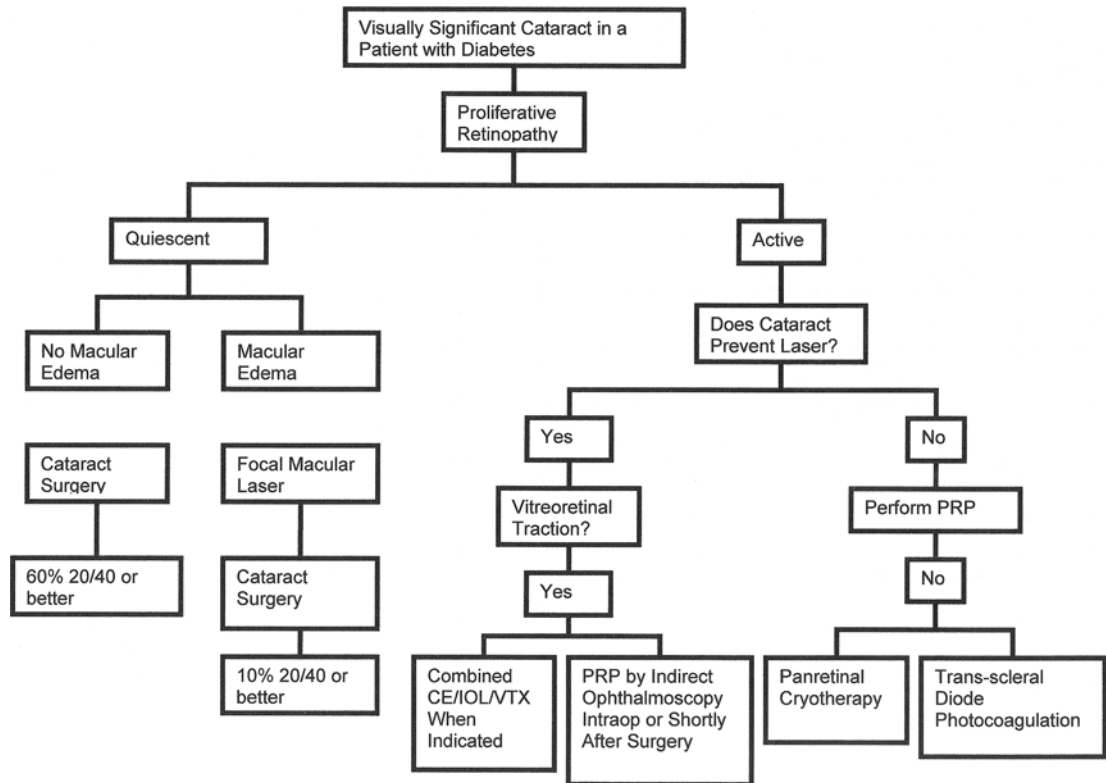 Visually Significant Cataract in a
Patient with Diabetes
Proliferative
Retinopathy
Quiescent
Active
No Macular
Edema
Macular
Edema
Does Cataract
Prevent Laser?
Yes
No
Cataract
Surgery
Focal Macular
Laser
Vitreoretinal
Traction?
Perform PRP
60% 20/40 or
better
Cataract
Surgery
Yes
No
10% 20/40 or
better
Combined
CE/IOL/VTX
When
Indicated
PRP by Indirect
Ophthalmoscopy
Intraop or Shortly
After Surgery
Panretinal
Cryotherapy
Trans-scleral
Diode
Photocoagulation